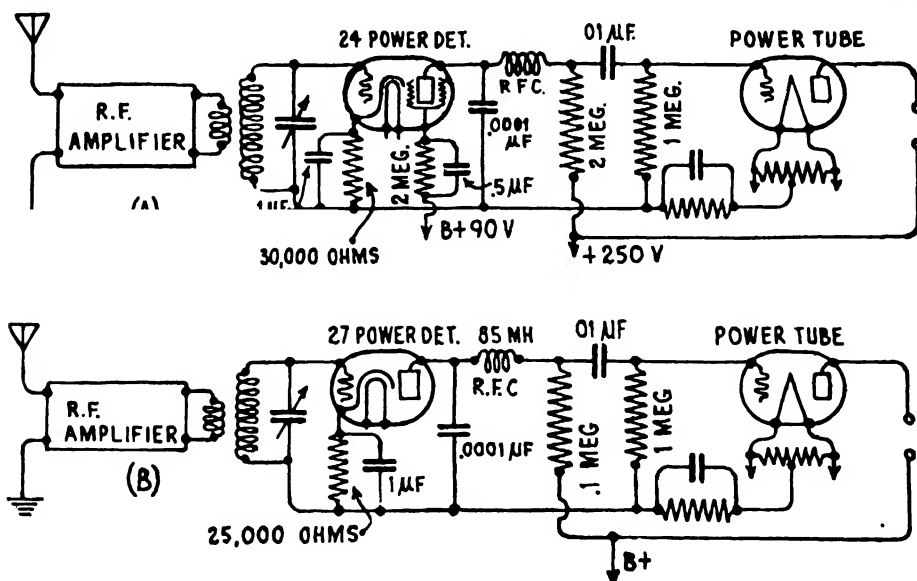 24 POWER DET.
01 µF.
POWER TUBE
R.F.
AMPLIFIER
R F C.
.0001
µF
2 MEG.
1 MEG.
2 MEG.
.5µF
B+90 V
30,000 OHMS
+250 V
27 POWER DET.
85 MH
01 µF
POWER TUBE
R.F.
AMPLIFIER
R.F.C
.0001 µF
.1 MEG
1 MEG
(B)
1 µF
25,000 OHMS
B+